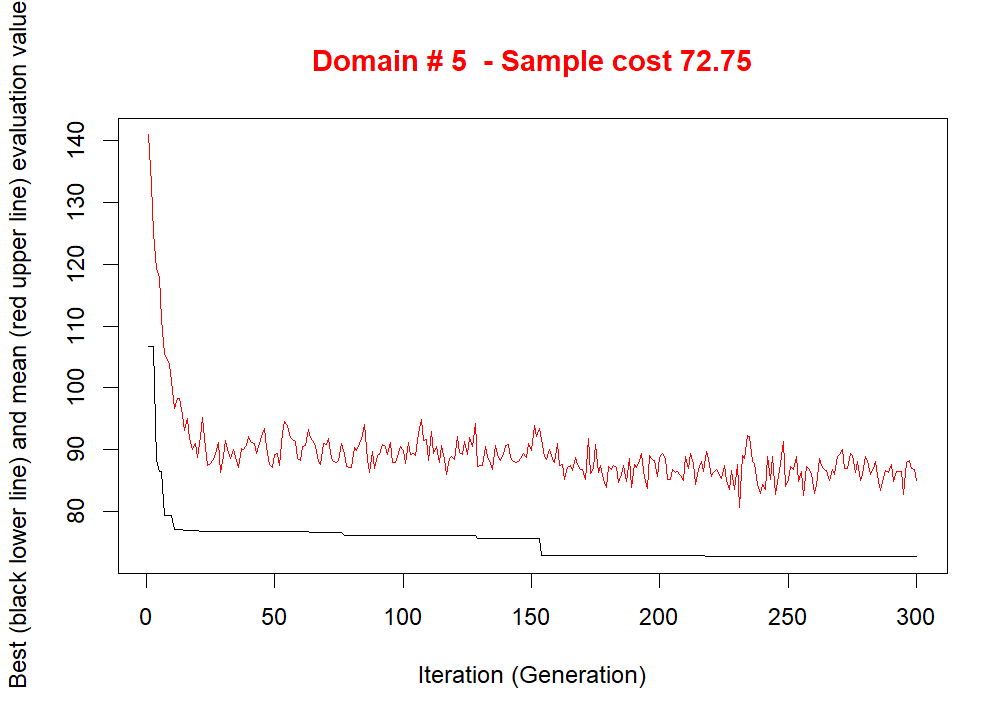 Domain # 5  - Sample cost 72.75
Best (black lower line) and mean (red upper line) evaluation value
140
130
120
110
100
90
80
0 50 100 150 200 250 300
Iteration (Generation)